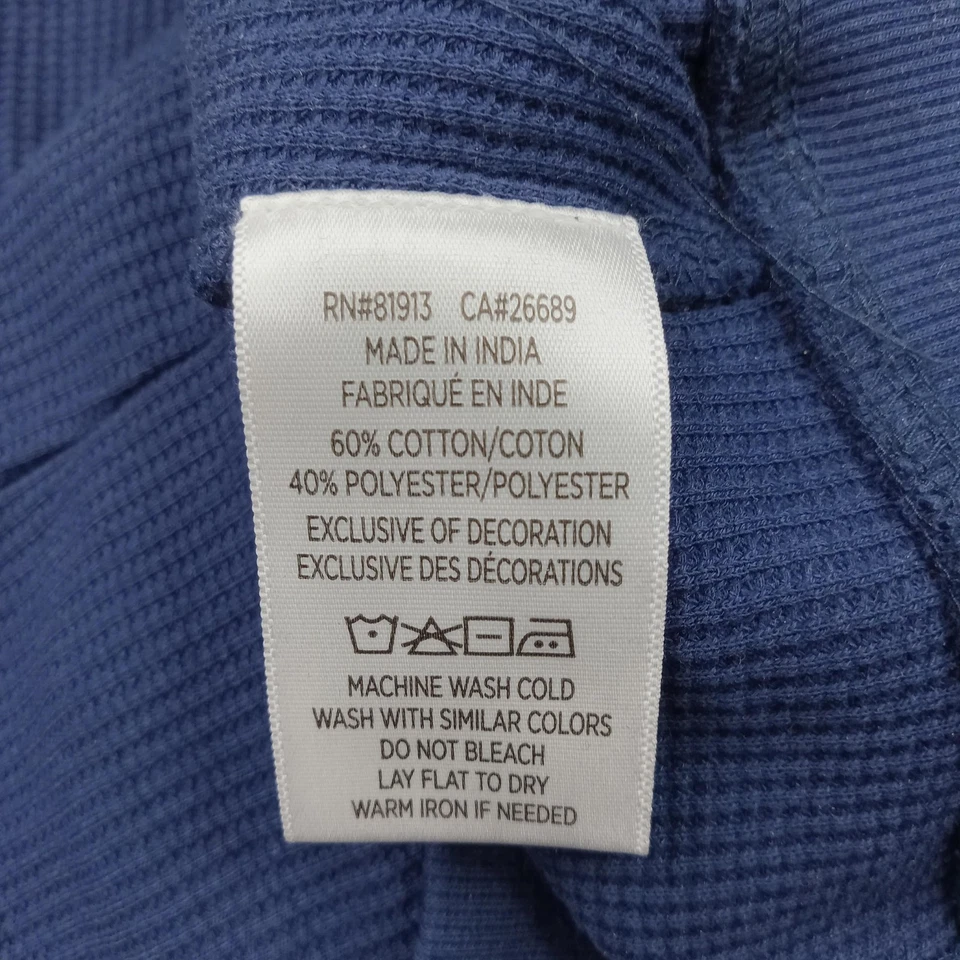 RN#81913 CA#26689
MADE IN INDIA
FABRIQUÉ EN INDE
60% COTTON/COTON
40% POLYESTER/POLYESTER
EXCLUSIVE OF DECORATION
EXCLUSIVE DES DÉCORATIONS
MACHINE WASH COLD
WASH WITH SIMILAR COLORS
DO NOT BLEACH
LAY FLAT TO DRY
WARM IRON IF NEEDED